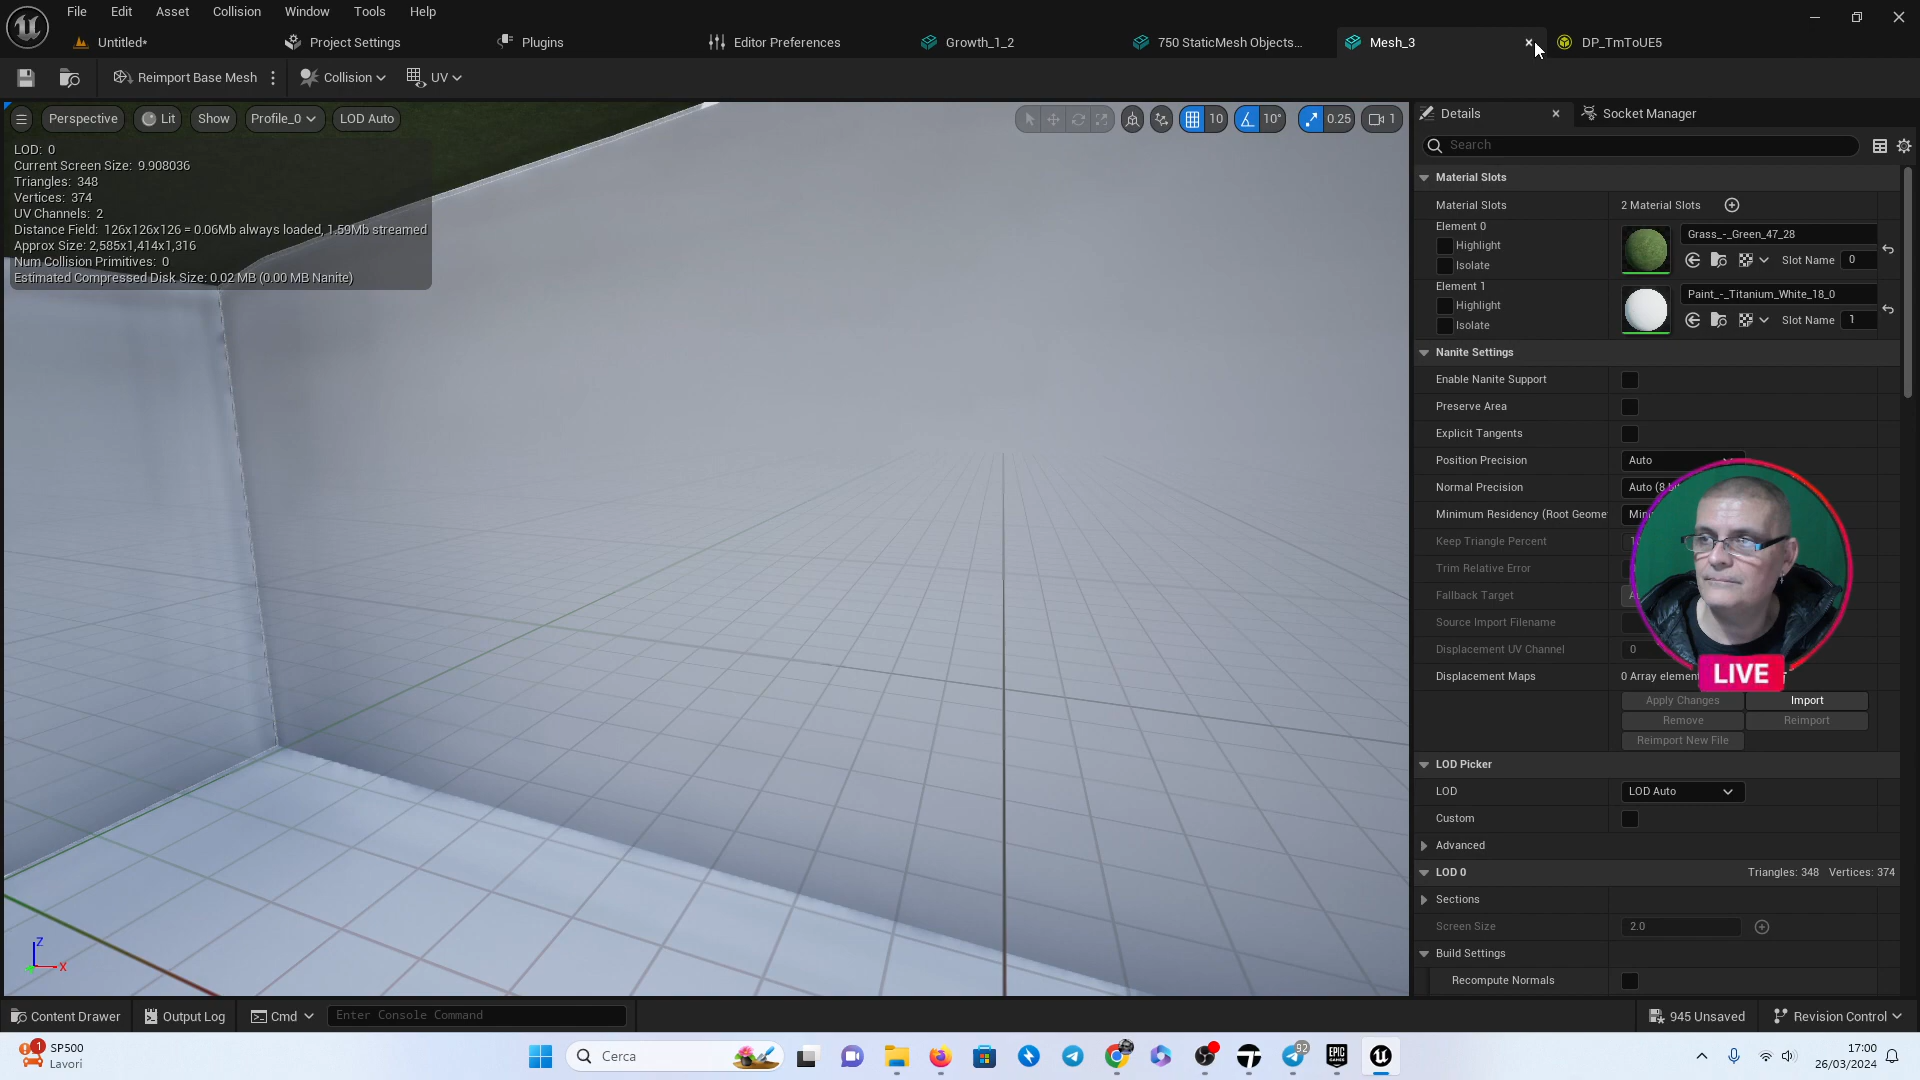 File Edit Asset Collision Window Tools Help
Untitled* Project Settings Plugins Editor Preferences Growth_1_2 750 StaticMesh Objects... Mesh_3 DP_TmToUE5
Reimport Base Mesh Collision UV
Perspective Lit Show Profile_0 LOD Auto 10 10° 0.25 1
LOD: 0
Current Screen Size: 9.908036
Triangles: 348
Vertices: 374
UV Channels: 2
Distance Field: 126x126x126 = 0.06Mb always loaded, 1.59Mb streamed
Approx Size: 2,585x1,414x1,316
Num Collision Primitives: 0
Estimated Compressed Disk Size: 0.02 MB (0.00 MB Nanite)
Z
X
Details Socket Manager
Search
Material Slots
Material Slots 2 Material Slots
Element 0
Grass_-_Green_47_28
Highlight
Isolate
Slot Name 0
Element 1
Paint_-_Titanium_White_18_0
Highlight
Isolate
Slot Name 1
Nanite Settings
Enable Nanite Support
Preserve Area
Explicit Tangents
Position Precision Auto
Normal Precision Auto (8
Minimum Residency (Root Geome
Keep Triangle Percent
Trim Relative Error
Fallback Target
Source Import Filename
Displacement UV Channel 0
Displacement Maps 0 Array elemen
LIVE
Apply Changes Import
Remove Reimport
Reimport New File
LOD Picker
LOD LOD Auto
Custom
Advanced
LOD 0 Triangles: 348 Vertices: 374
Sections
Screen Size 2.0
Build Settings
Recompute Normals
Content Drawer Output Log Cmd Enter Console Command 945 Unsaved Revision Control
1
SP500
Lavori
Cerca
92
EPIC GAMES
17:00
26/03/2024